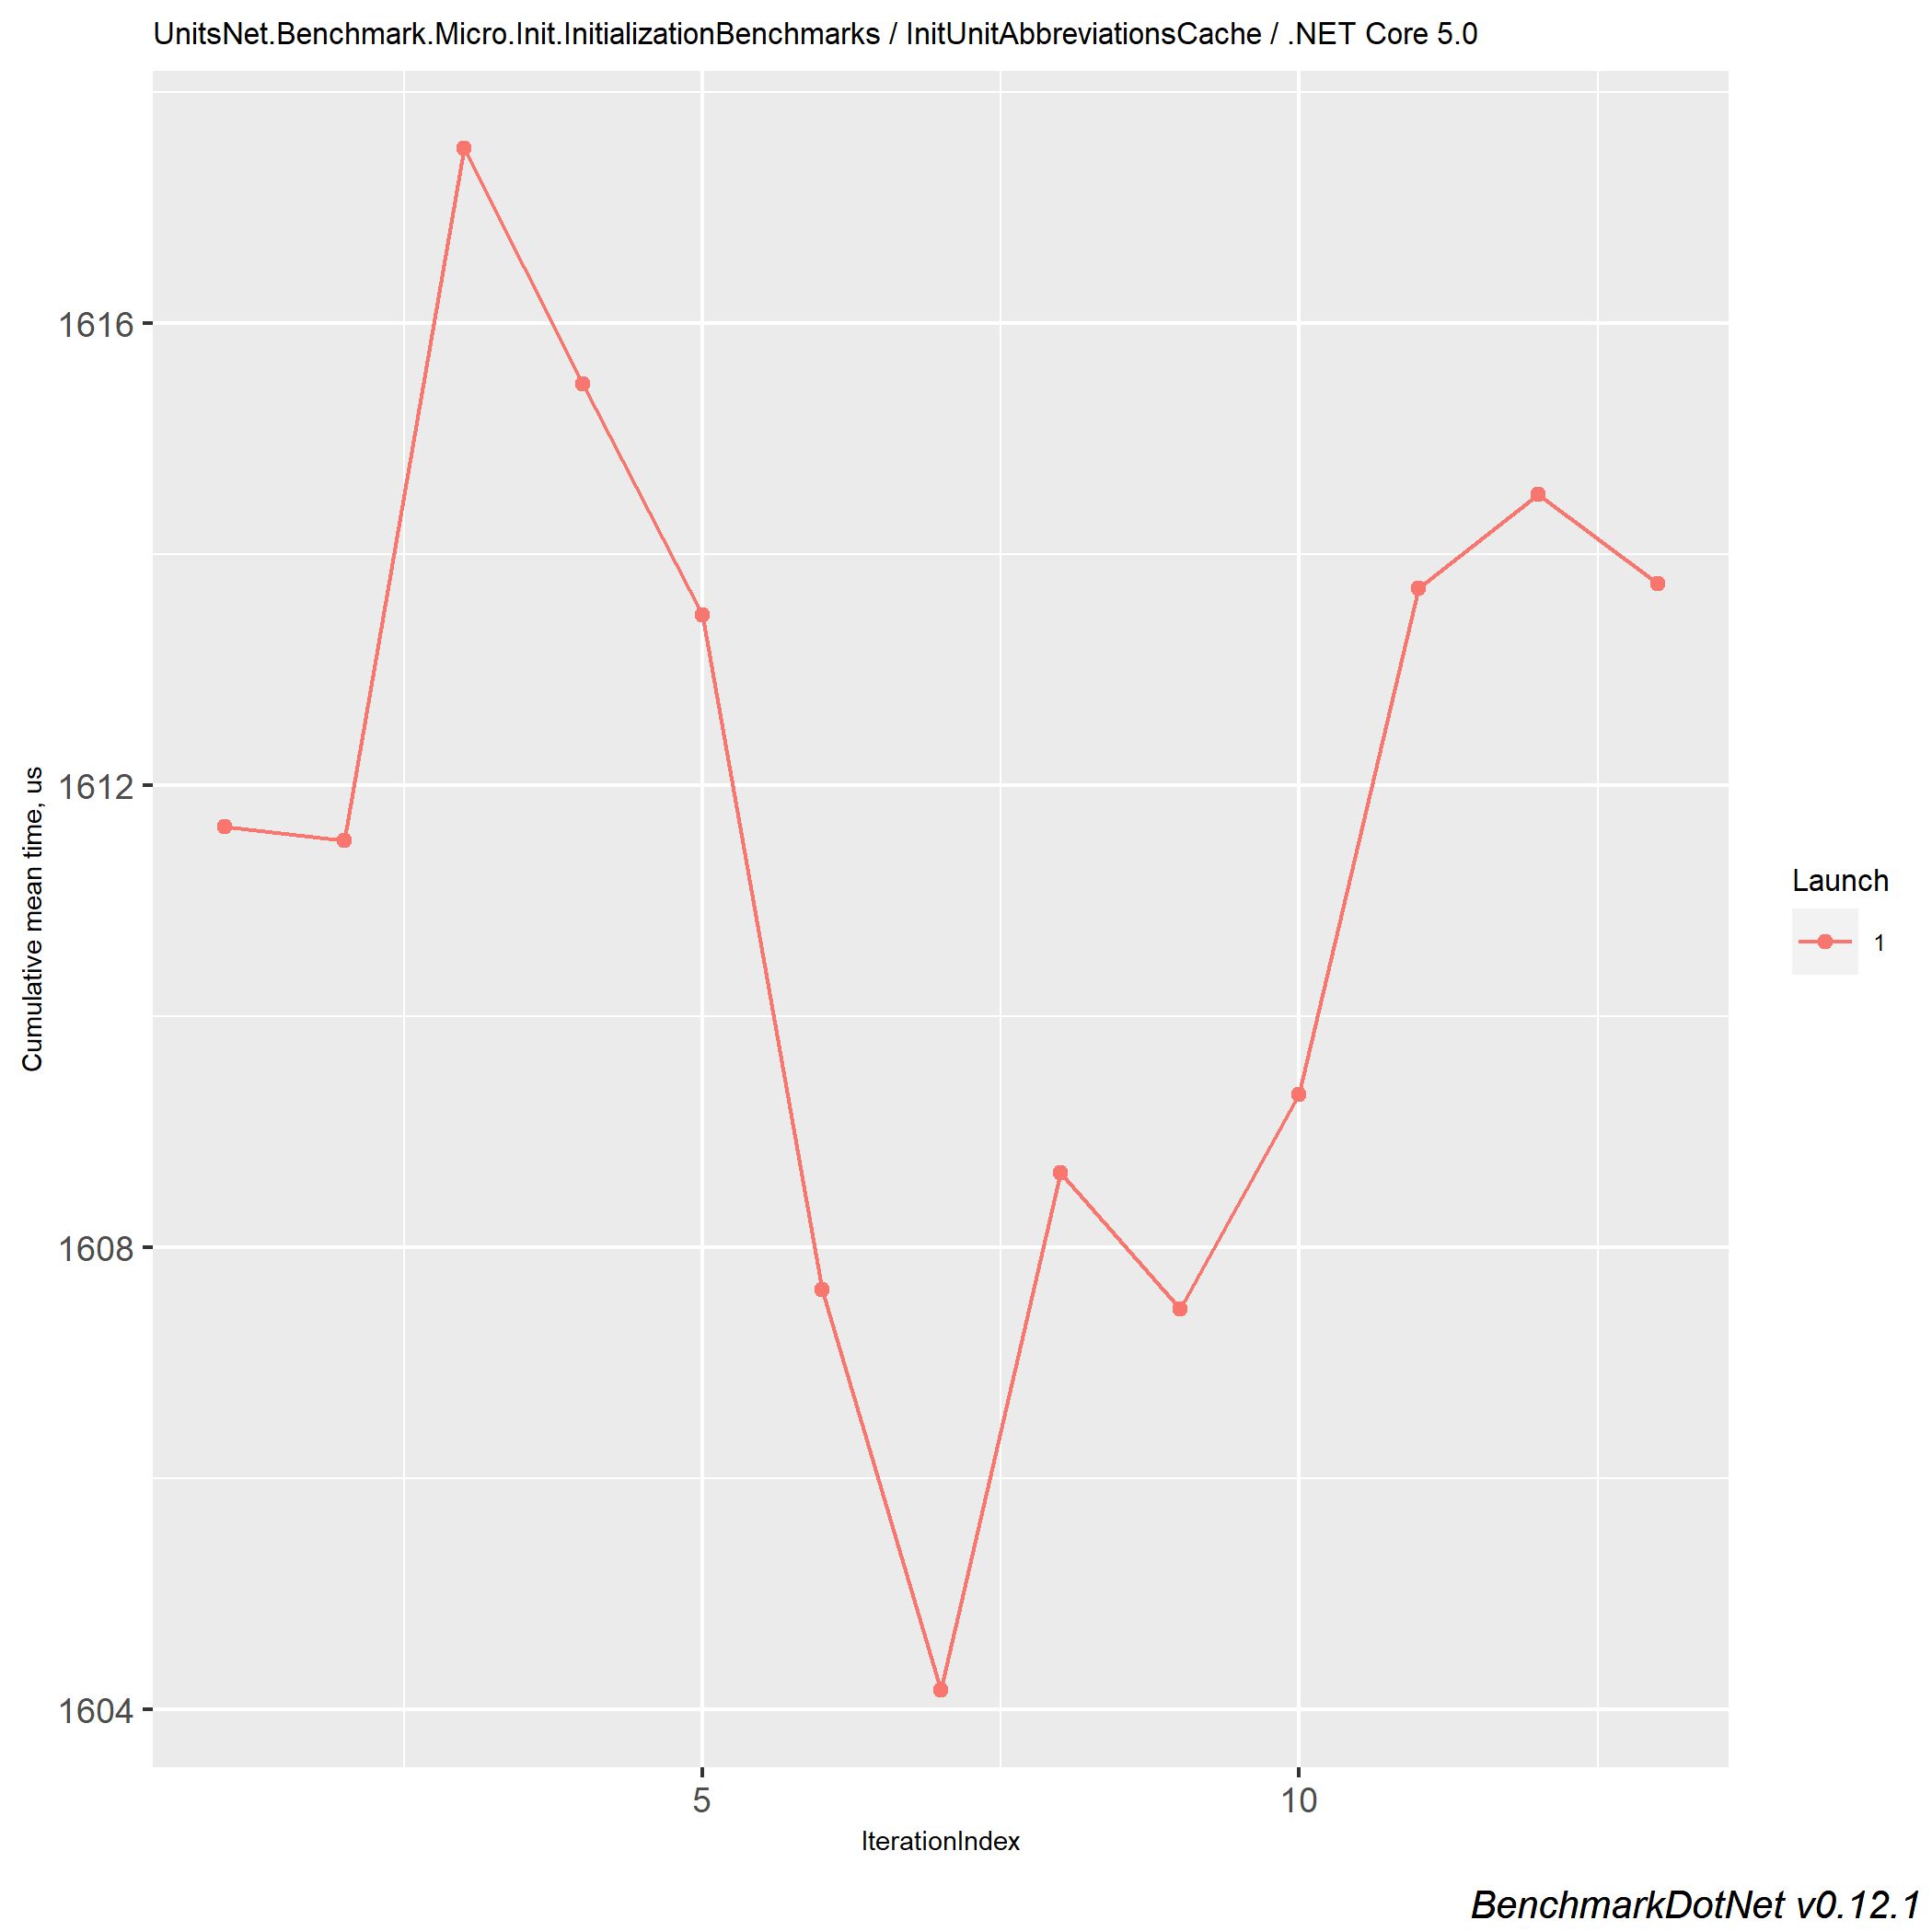 UnitsNet.Benchmark.Micro.Init.InitializationBenchmarks / InitUnitAbbreviationsCache / .NET Core 5.0
1616
1612
1608
1604
Cumulative mean time, us
5
10
IterationIndex
Launch
1
BenchmarkDotNet v0.12.1